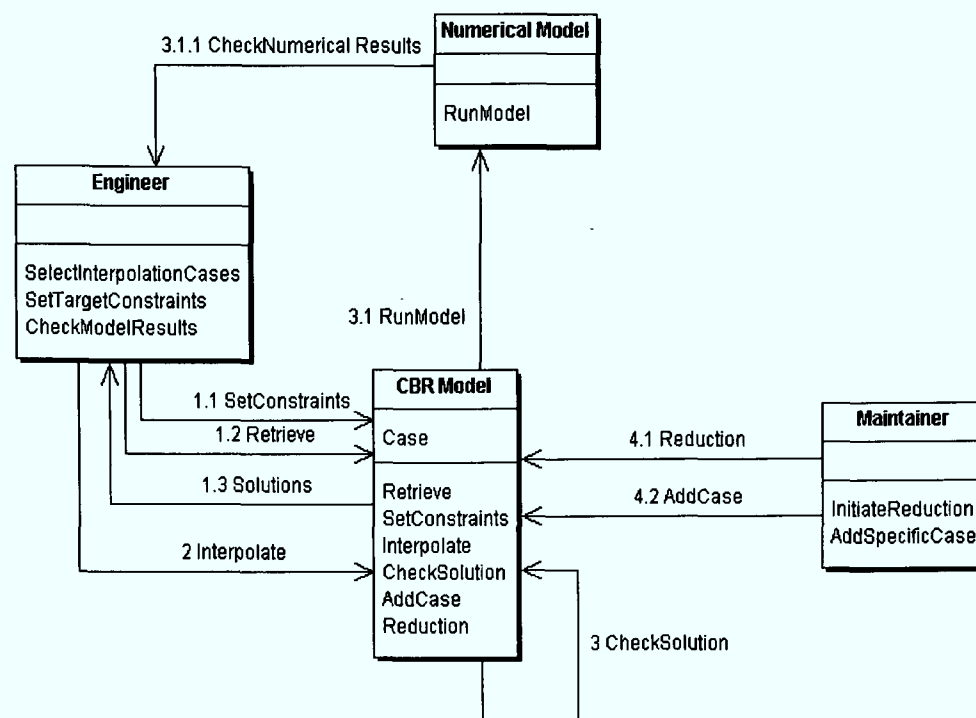 Numerical Model
RunModel
3.1.1 CheckNumerical Results
Engineer
SelectInterpolationCases
SetTargetConstraints
CheckModelResults
3.1 RunModel
CBR Model
Case
Retrieve
SetConstraints
Interpolate
CheckSolution
AddCase
Reduction
1.1 SetConstraints
1.2 Retrieve
1.3 Solutions
2 Interpolate
Maintainer
InitiateReduction
AddSpecificCase
4.1 Reduction
4.2 AddCase
3 CheckSolution